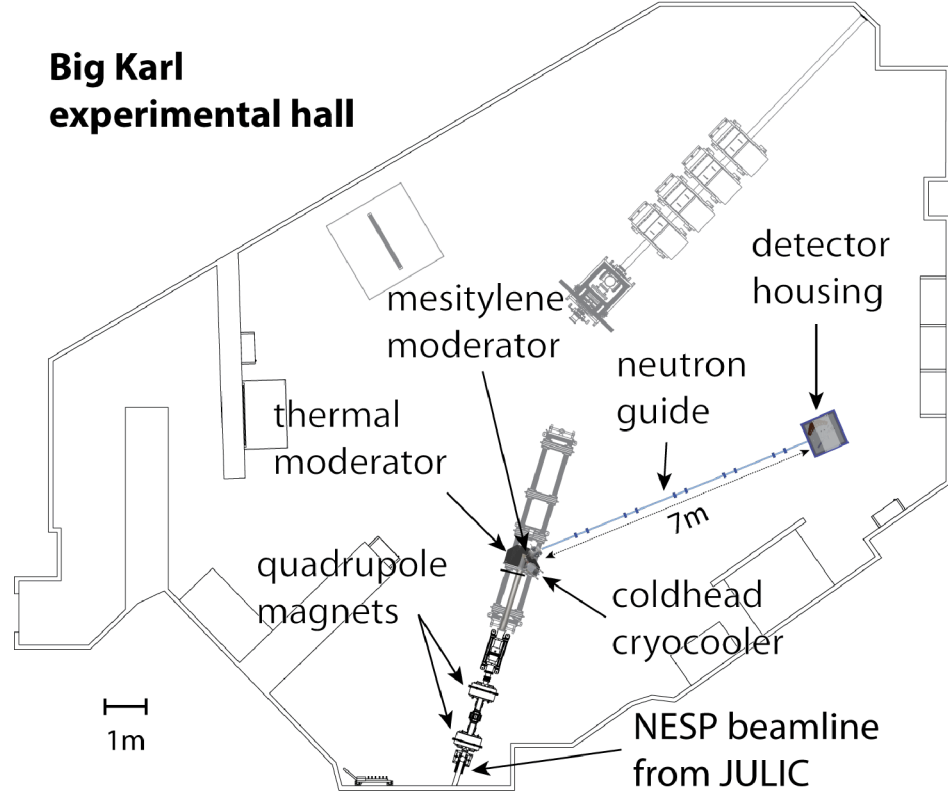 Big Karl
experimental hall
detector
housing
mesitylene
moderator
neutron
guide
thermal
moderator
7m
quadrupole
magnets
coldhead
cryocooler
1m
NESP beamline
from JULIC